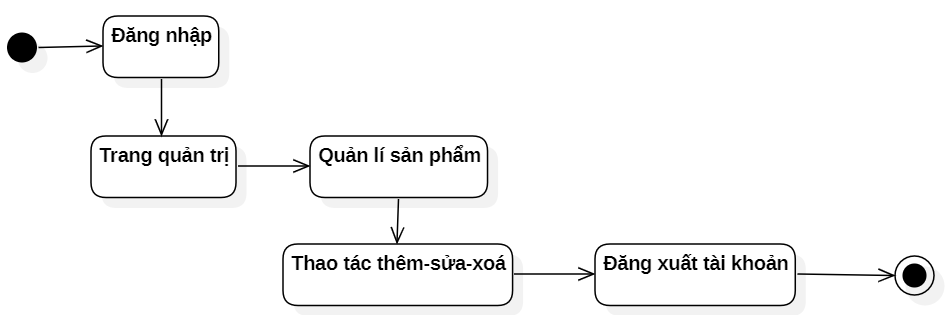 Đăng nhập
Trang quản trị
Quản lí sản phẩm
Thao tác thêm-sửa-xoá
Đăng xuất tài khoản